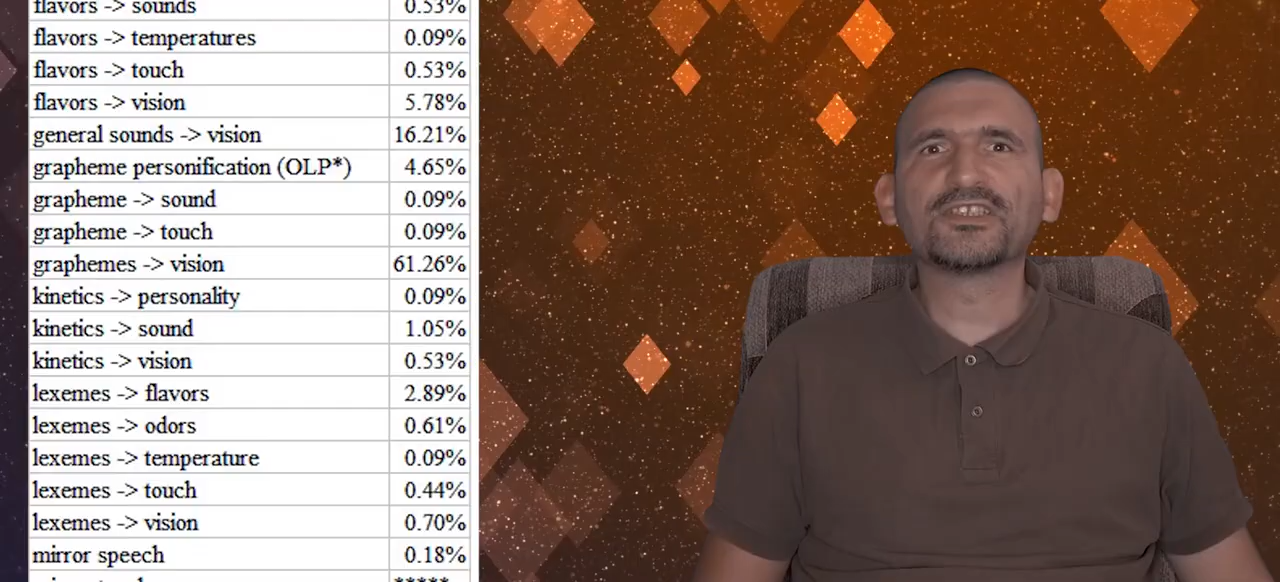 flavors -> sounds 0.53%
flavors -> temperatures 0.09%
flavors -> touch 0.53%
flavors -> vision 5.78%
general sounds -> vision 16.21%
grapheme personification (OLP*) 4.65%
grapheme -> sound 0.09%
grapheme -> touch 0.09%
graphemes -> vision 61.26%
kinetics -> personality 0.09%
kinetics -> sound 1.05%
kinetics -> vision 0.53%
lexemes -> flavors 2.89%
lexemes -> odors 0.61%
lexemes -> temperature 0.09%
lexemes -> touch 0.44%
lexemes -> vision 0.70%
mirror speech 0.18%